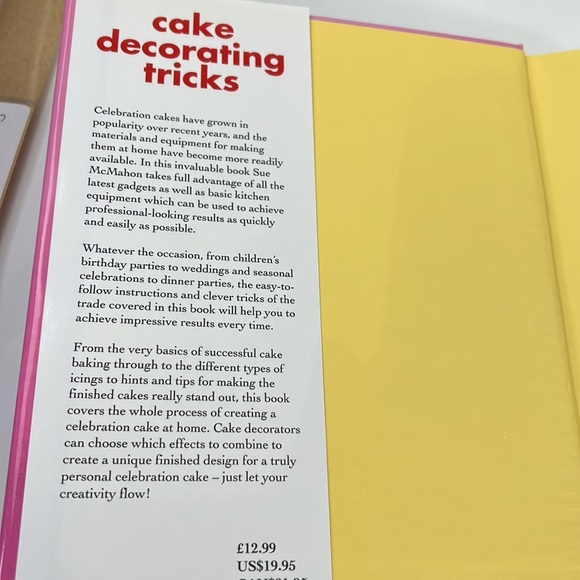 cake
decorating
tricks
Celebration cakes have grown in
popularity over recent years, and the
materials and equipment for making
them at home have become more readily
available. In this invaluable book Sue
McMahon takes full advantage of all the
latest gadgets as well as basic kitchen
equipment which can be used to achieve
professional-looking results as quickly
and easily as possible.
Whatever the occasion, from children's
birthday parties to weddings and seasonal
celebrations to dinner parties, the easy-to-
follow instructions and clever tricks of the
trade covered in this book will help you to
achieve impressive results every time.
From the very basics of successful cake
baking through to the different types of
icings to hints and tips for making the
finished cakes really stand out, this book
covers the whole process of creating a
celebration cake at home. Cake decorators
can choose which effects to combine to
create a unique finished design for a truly
personal celebration cake – just let your
creativity flow!
£12.99
US$19.95